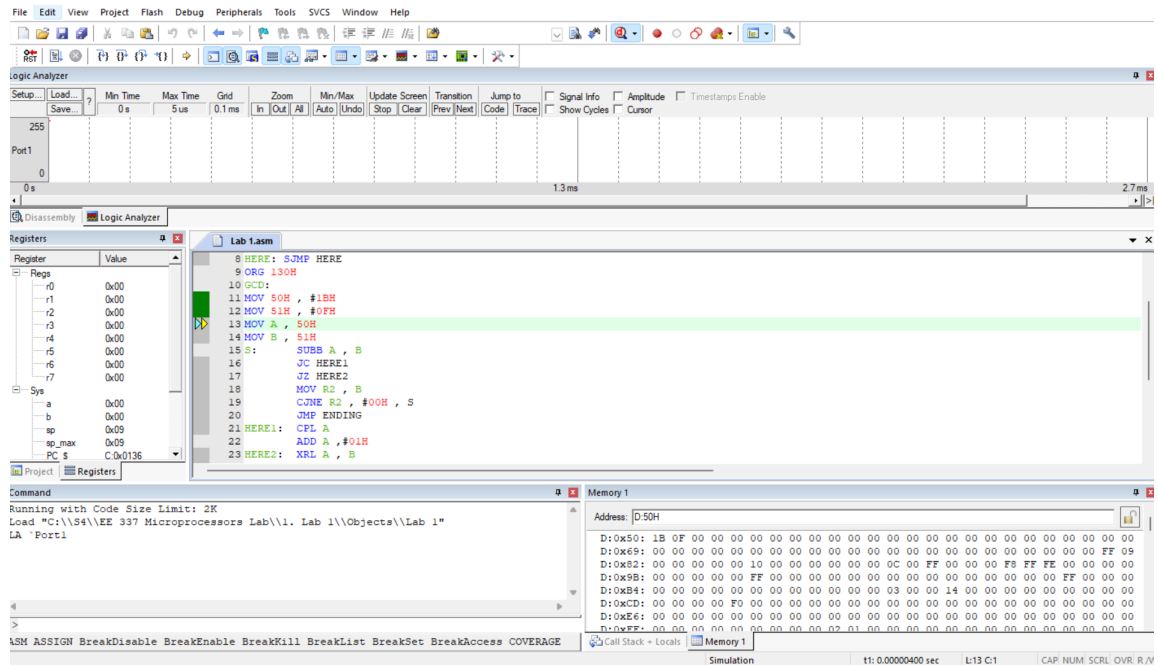 File Edit View Project Flash Debug Peripherals Tools SVCS Window Help
Logic Analyzer
Setup... Load... ? Min Time Max Time Grid Zoom Min/Max Update Screen Transition Jump to Signal Info Amplitude Timestamps Enable
Save... 0 s 5 us 0.1 ms In Out All Auto Undo Stop Clear Prev Next Code Trace Show Cycles Cursor
255
Port1
0
0 s 1.3 ms 2.7 ms
Disassembly Logic Analyzer
Registers
Register Value
Regs
r0 0x00
r1 0x00
r2 0x00
r3 0x00
r4 0x00
r5 0x00
r6 0x00
r7 0x00
Sys
a 0x00
b 0x00
sp 0x09
sp_max 0x09
PC $ C:0x0136
Project Registers
Lab 1.asm
8 HERE: SJMP HERE
9 ORG 130H
10 GCD:
11 MOV 50H , #1BH
12 MOV 51H , #0FH
13 MOV A , 50H
14 MOV B , 51H
15 S: SUBB A , B
16 JC HERE1
17 JZ HERE2
18 MOV R2 , B
19 CJNE R2 , #00H , S
20 JMP ENDING
21 HERE1: CPL A
22 ADD A ,#01H
23 HERE2: XRL A , B
Command
Running with Code Size Limit: 2K
Load "C:\\S4\\EE 337 Microprocessors Lab\\1. Lab 1\\Objects\\Lab 1"
LA `Port1
>
ASM ASSIGN BreakDisable BreakEnable BreakKill BreakList BreakSet BreakAccess COVERAGE
Memory 1
Address: D:50H
D:0x50: 1B 0F 00 00 00 00 00 00 00 00 00 00 00 00 00 00 00 00 00 00 00 00 00 00 00
D:0x69: 00 00 00 00 00 00 00 00 00 00 00 00 00 00 00 00 00 00 00 00 00 00 00 FF 09
D:0x82: 00 00 00 00 00 10 00 00 00 00 00 00 0C 00 FF 00 00 00 F8 FF FE 00 00 00 00
D:0x9B: 00 00 00 00 00 FF 00 00 00 00 00 00 00 00 00 00 00 00 00 00 00 FF 00 00 00
D:0xB4: 00 00 00 00 00 00 00 00 00 00 00 00 03 00 00 14 00 00 00 00 00 00 00 00 00
D:0xCD: 00 00 00 00 F0 00 00 00 00 00 00 00 00 00 00 00 00 00 00 00 00 00 00 00 00
D:0xE6: 00 00 00 00 00 00 00 00 00 00 00 00 00 00 00 00 00 00 00 00 00 00 00 00 00
Call Stack + Locals Memory 1
Simulation t1: 0.00000400 sec L:13 C:1 CAP NUM SCRL OVR